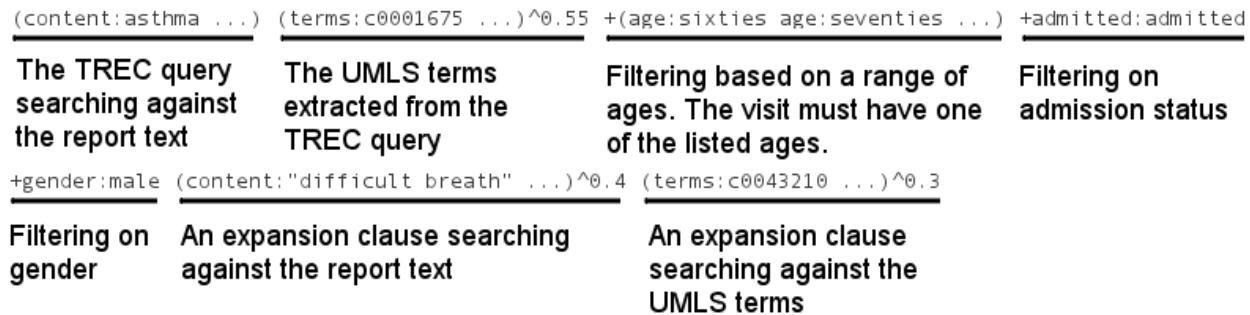 (content:asthma ...) (terms:c0001675 ...)^0.55 +(age:sixties age:seventies ...) +admitted:admitted
The TREC query
searching against
the report text
The UMLS terms
extracted from the
TREC query
Filtering based on a range of
ages. The visit must have one
of the listed ages.
Filtering on
admission status
+gender:male (content:"difficult breath" ...)^0.4 (terms:c0043210 ...)^0.3
Filtering on
gender
An expansion clause searching
against the report text
An expansion clause
searching against the
UMLS terms